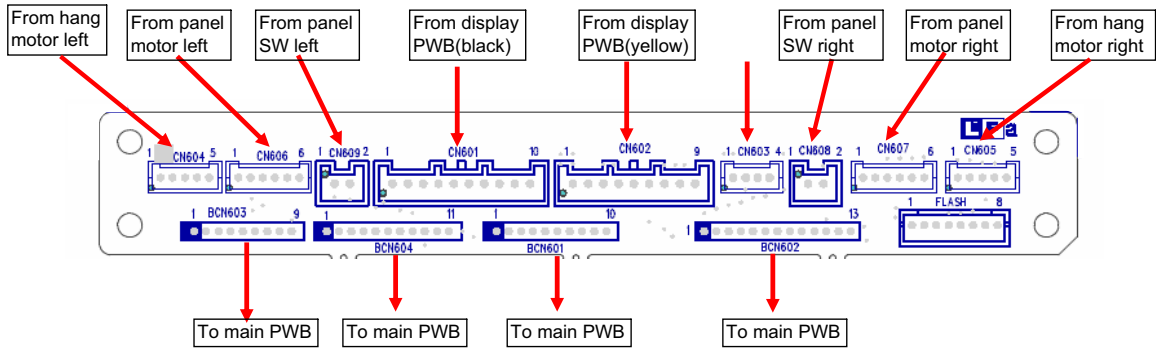 From hang
motor left
From panel
motor left
From panel
SW left
From display
PWB(black)
From display
PWB(yellow)
From panel
SW right
From panel
motor right
From hang
motor right
1 CN604 5
1 CN606 6
CN609 2
1 CN601 10
1 CN602 9
1 CN603 4
1 CN608 2
1 CN607 6
1 CN605 5
1 BCN603 9
1 11
BCN604
1 10
BCN601
1 13
BCN602
1 FLASH 8
To main PWB
To main PWB
To main PWB
To main PWB